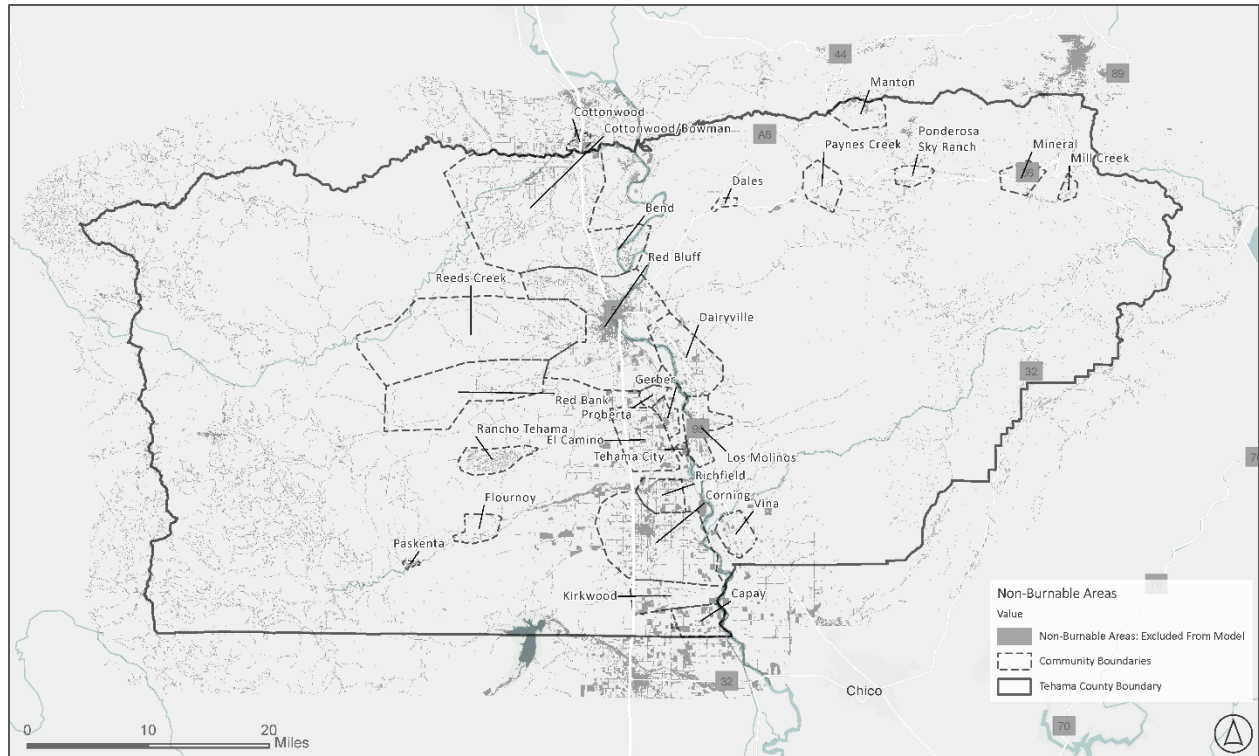 44
89
Manton
Cottonwood
Cottonwood/Bowman
A6
Paynes Creek
Ponderosa
Sky Ranch
Mineral
36
Mill Creek
Dales
Bend
Red Bluff
Reeds Creek
Dairyville
32
Gerber
Red Bank
Proberta
Rancho Tehama
El Camino
99
Tehama City
Los Molinos
Richfield
Flournoy
Corning
Vina
Paskenta
Kirkwood
Capay
32
Chico
70
Non-Burnable Areas
Value
Non-Burnable Areas: Excluded From Model
Community Boundaries
Tehama County Boundary
0
10
20
Miles